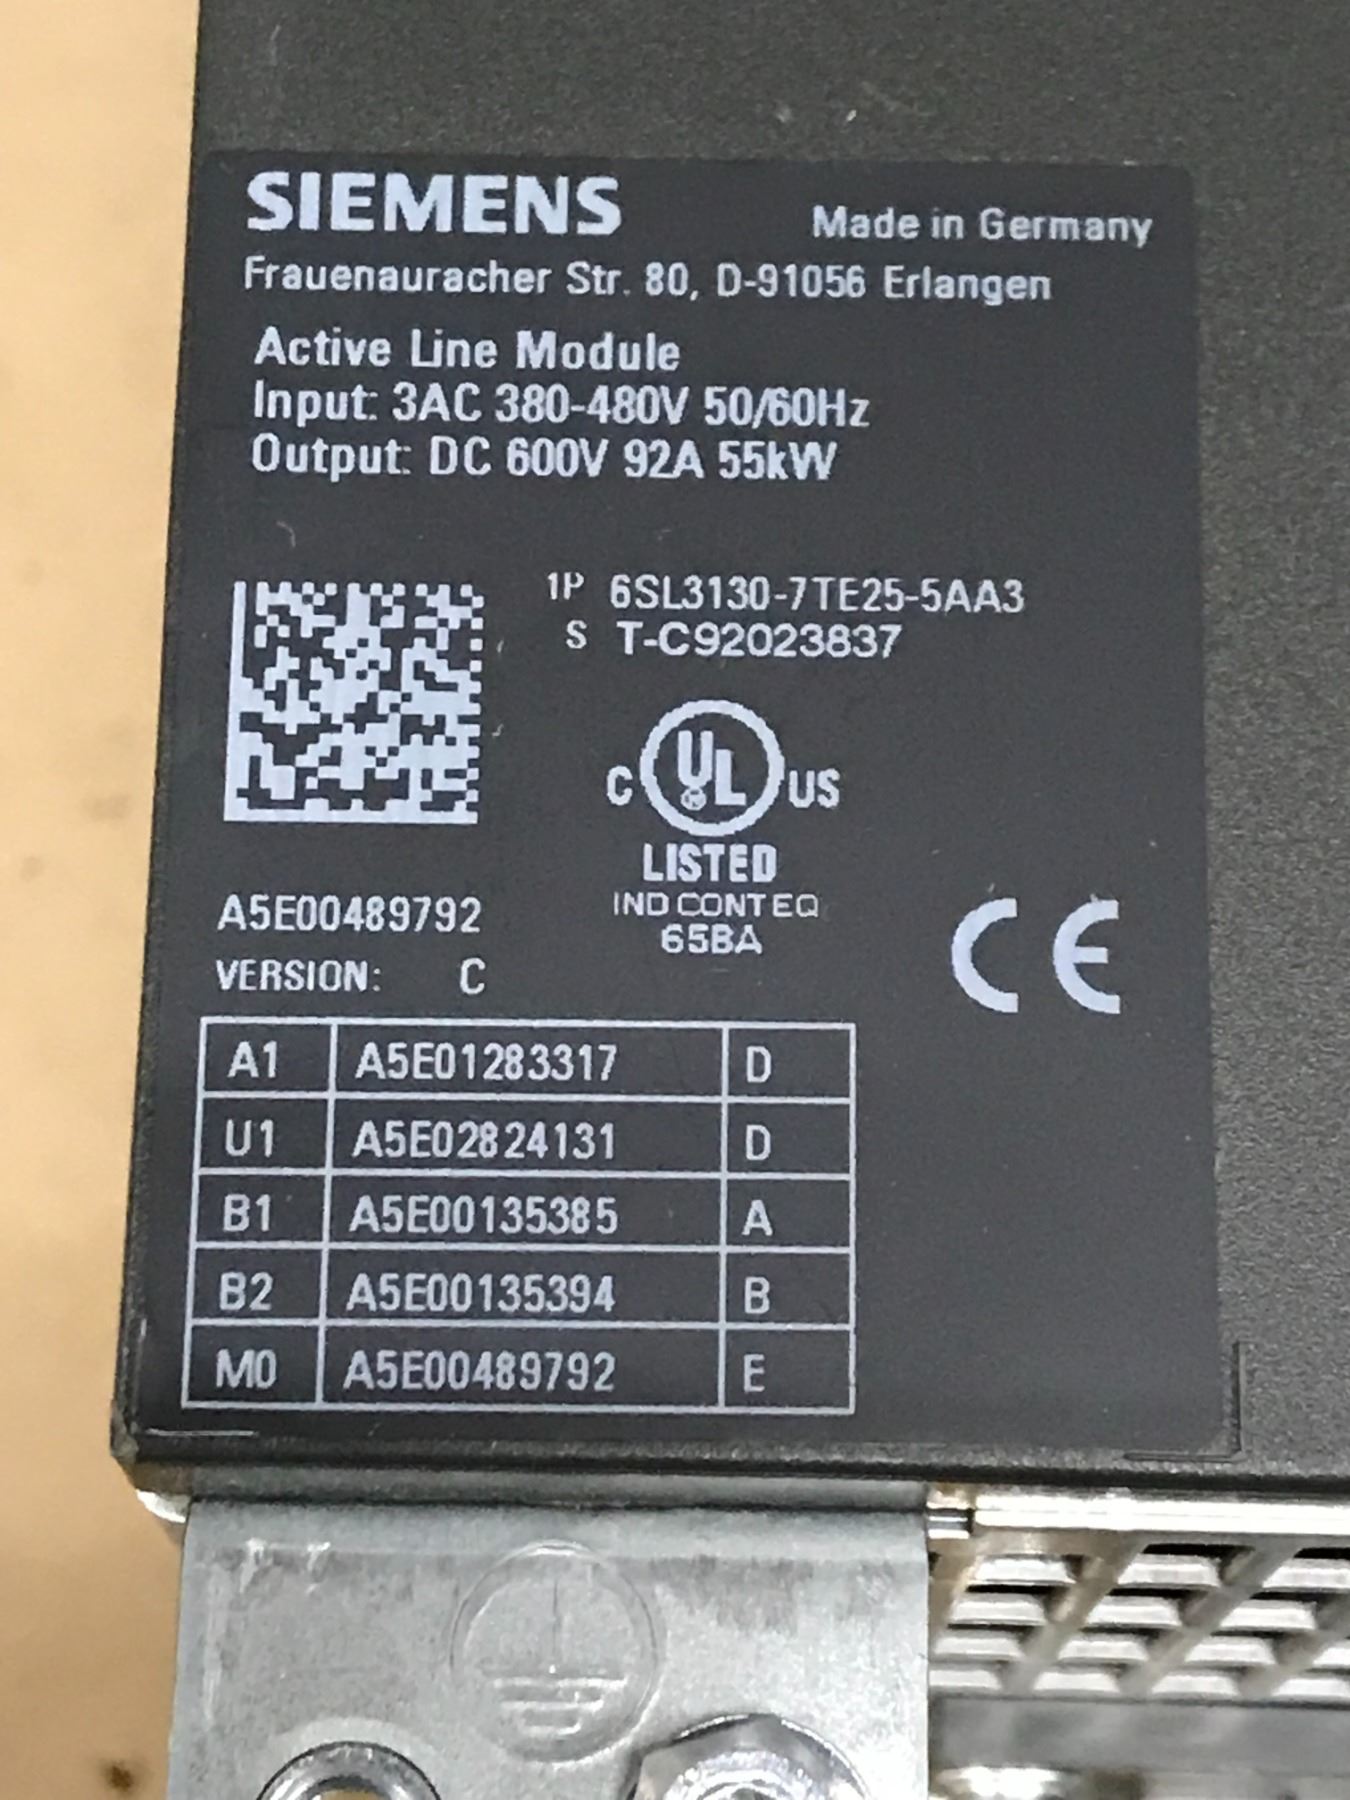 SIEMENS Made in Germany
Frauenauracher Str. 80, D-91056 Erlangen
Active Line Module
Input: 3AC 380-480V 50/60Hz
Output: DC 600V 92A 55kW
1P 6SL3130-7TE25-5AA3
S T-C92023837
C UL US
LISTED
IND CONT EQ
65BA
A5E00489792
VERSION: C
CE
A1 A5E01283317 D
U1 A5E02824131 D
B1 A5E00135385 A
B2 A5E00135394 B
M0 A5E00489792 E